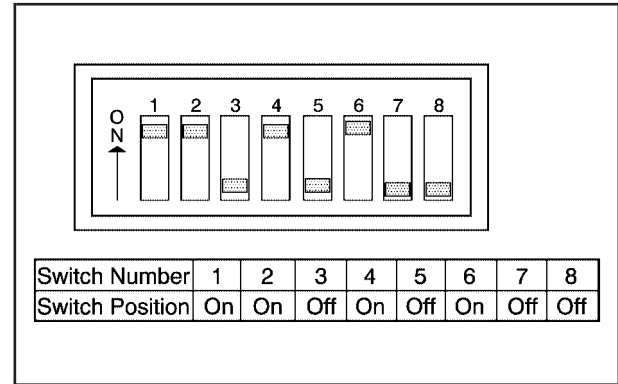 1 2 3 4 5 6 7 8
ON
Switch Number 1 2 3 4 5 6 7 8
Switch Position On On Off On Off On Off Off